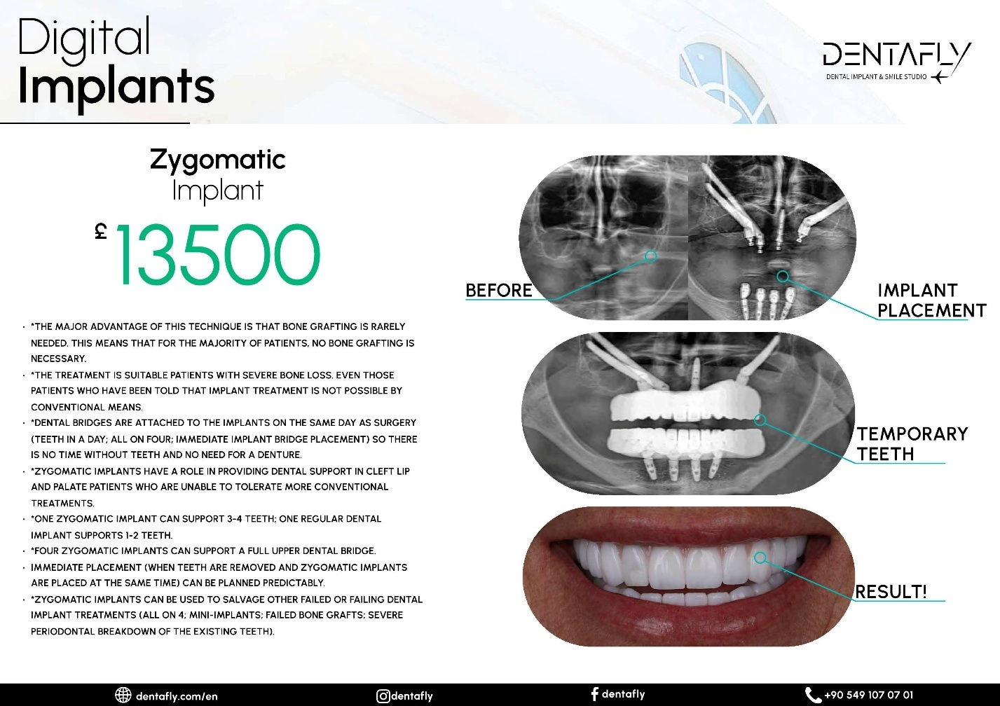 Digital
Implants
DENTAFLY
DENTAL IMPLANT & SMILE STUDIO
Zygomatic
Implant
£13500
· *THE MAJOR ADVANTAGE OF THIS TECHNIQUE IS THAT BONE GRAFTING IS RARELY
NEEDED. THIS MEANS THAT FOR THE MAJORITY OF PATIENTS, NO BONE GRAFTING IS
NECESSARY.
· *THE TREATMENT IS SUITABLE PATIENTS WITH SEVERE BONE LOSS. EVEN THOSE
PATIENTS WHO HAVE BEEN TOLD THAT IMPLANT TREATMENT IS NOT POSSIBLE BY
CONVENTIONAL MEANS.
· *DENTAL BRIDGES ARE ATTACHED TO THE IMPLANTS ON THE SAME DAY AS SURGERY
(TEETH IN A DAY; ALL ON FOUR; IMMEDIATE IMPLANT BRIDGE PLACEMENT) SO THERE
IS NO TIME WITHOUT TEETH AND NO NEED FOR A DENTURE.
· *ZYGOMATIC IMPLANTS HAVE A ROLE IN PROVIDING DENTAL SUPPORT IN CLEFT LIP
AND PALATE PATIENTS WHO ARE UNABLE TO TOLERATE MORE CONVENTIONAL
TREATMENTS.
· *ONE ZYGOMATIC IMPLANT CAN SUPPORT 3-4 TEETH; ONE REGULAR DENTAL
IMPLANT SUPPORTS 1-2 TEETH.
· *FOUR ZYGOMATIC IMPLANTS CAN SUPPORT A FULL UPPER DENTAL BRIDGE.
· IMMEDIATE PLACEMENT (WHEN TEETH ARE REMOVED AND ZYGOMATIC IMPLANTS
ARE PLACED AT THE SAME TIME) CAN BE PLANNED PREDICTABLY.
· *ZYGOMATIC IMPLANTS CAN BE USED TO SALVAGE OTHER FAILED OR FAILING DENTAL
IMPLANT TREATMENTS (ALL ON 4; MINI-IMPLANTS; FAILED BONE GRAFTS; SEVERE
PERIODONTAL BREAKDOWN OF THE EXISTING TEETH).
BEFORE
IMPLANT
PLACEMENT
TEMPORARY
TEETH
RESULT!
dentafly.com/en
dentafly
dentafly
+90 549 107 07 01